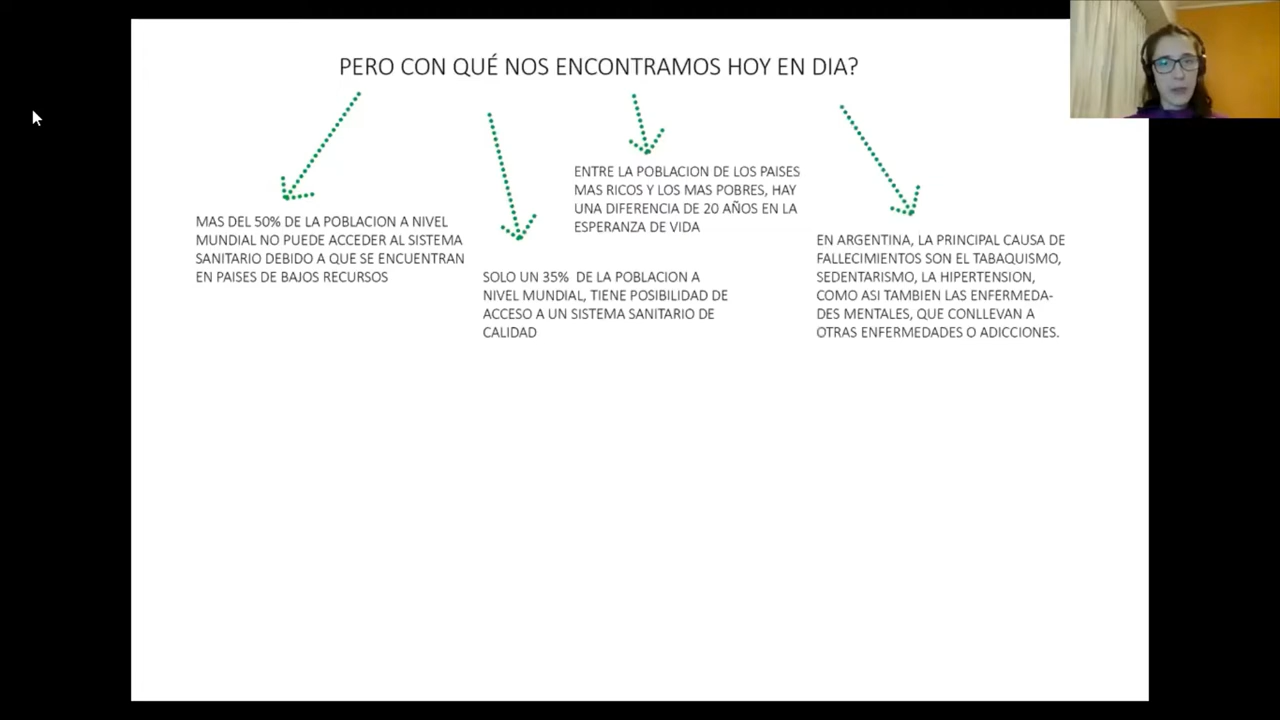 PERO CON QUÉ NOS ENCONTRAMOS HOY EN DIA?
MAS DEL 50% DE LA POBLACION A NIVEL
MUNDIAL NO PUEDE ACCEDER AL SISTEMA
SANITARIO DEBIDO A QUE SE ENCUENTRAN
EN PAISES DE BAJOS RECURSOS
SOLO UN 35% DE LA POBLACION A
NIVEL MUNDIAL, TIENE POSIBILIDAD DE
ACCESO A UN SISTEMA SANITARIO DE
CALIDAD
ENTRE LA POBLACION DE LOS PAISES
MAS RICOS Y LOS MAS POBRES, HAY
UNA DIFERENCIA DE 20 AÑOS EN LA
ESPERANZA DE VIDA
EN ARGENTINA, LA PRINCIPAL CAUSA DE
FALLECIMIENTOS SON EL TABAQUISMO,
SEDENTARISMO, LA HIPERTENSION,
COMO ASI TAMBIEN LAS ENFERMEDA-
DES MENTALES, QUE CONLLEVAN A
OTRAS ENFERMEDADES O ADICCIONES.